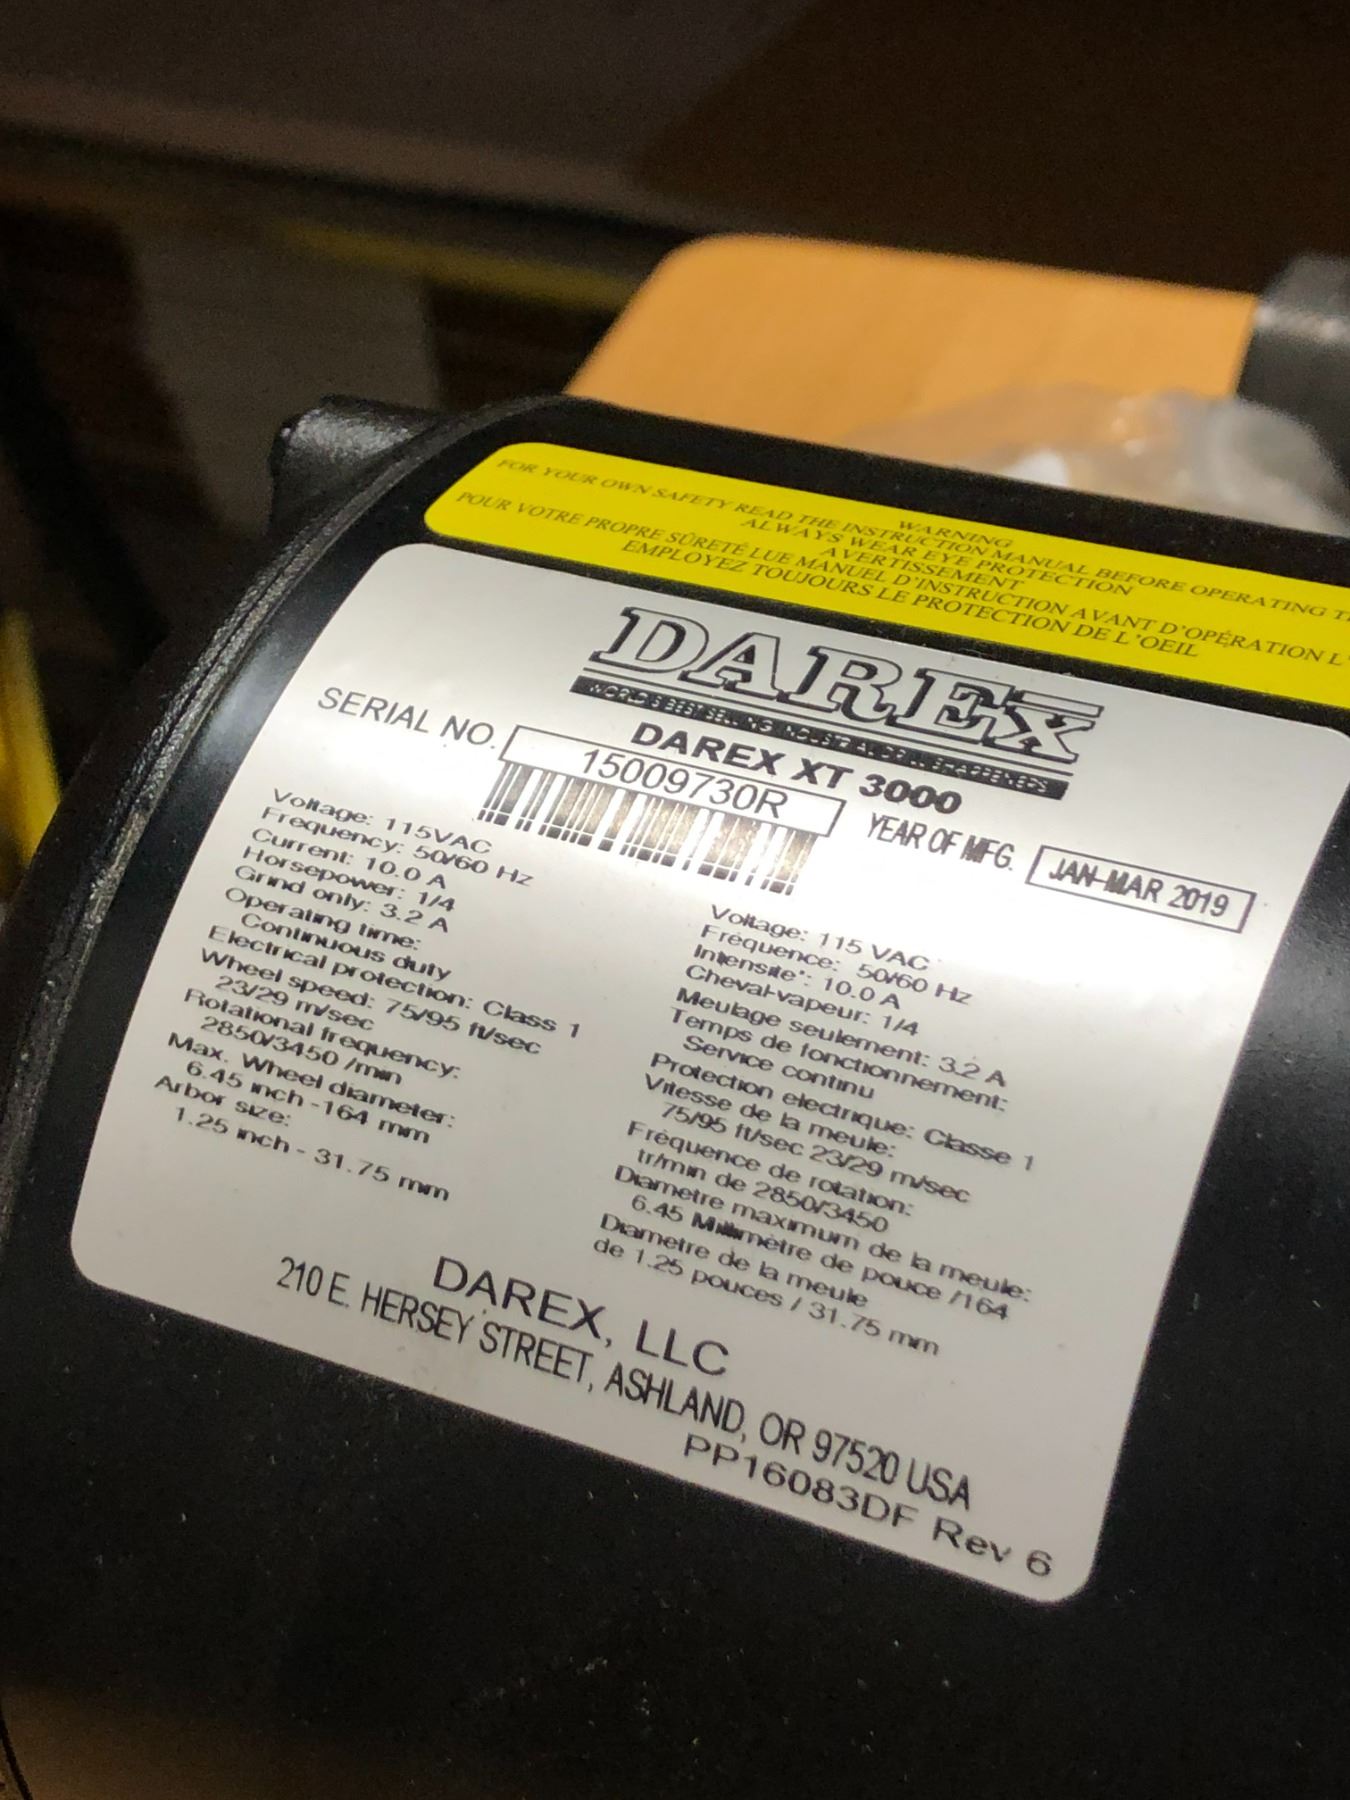 WARNING
FOR YOUR OWN SAFETY READ THE INSTRUCTION MANUAL BEFORE OPERATING
ALWAYS WEAR EYE PROTECTION
AVERTISSEMENT
POUR VOTRE PROPRE SÛRETÉ LUE MANUEL D'INSTRUCTION AVANT D'OPÉRATION L'
EMPLOYEZ TOUJOURS LE PROTECTION DE L'OEIL
DAREX
DAREX XT 3000
SERIAL NO. 15009730R
YEAR OF MFG. JAN-MAR 2019
Voltage: 115VAC
Frequency: 50/60 Hz
Current: 10.0 A
Horsepower: 1/4
Grind only: 3.2 A
Operating time:
Continuous duty
Electrical protection: Class 1
Wheel speed: 75/95 ft/sec
23/29 m/sec
Rotational frequency:
2850/3450 /min
Max. Wheel diameter:
6.45 inch -164 mm
Arbor size:
1.25 inch - 31.75 mm
Voltage: 115 VAC
Fréquence: 50/60 Hz
Intensite*: 10.0 A
Cheval-vapeur: 1/4
Meulage seulement: 3.2 A
Temps de fonctionnement:
Service continu
Protection electrique: Classe 1
Vitesse de la meule:
75/95 ft/sec 23/29 m/sec
Fréquence de rotation:
tr/min de 2850/3450
Diametre maximum de la meule:
6.45 Millimètre de pouce /164
Diametre de la meule
de 1.25 pouces / 31.75 mm
DAREX, LLC
210 E. HERSEY STREET, ASHLAND, OR 97520 USA
PP16083DF Rev 6